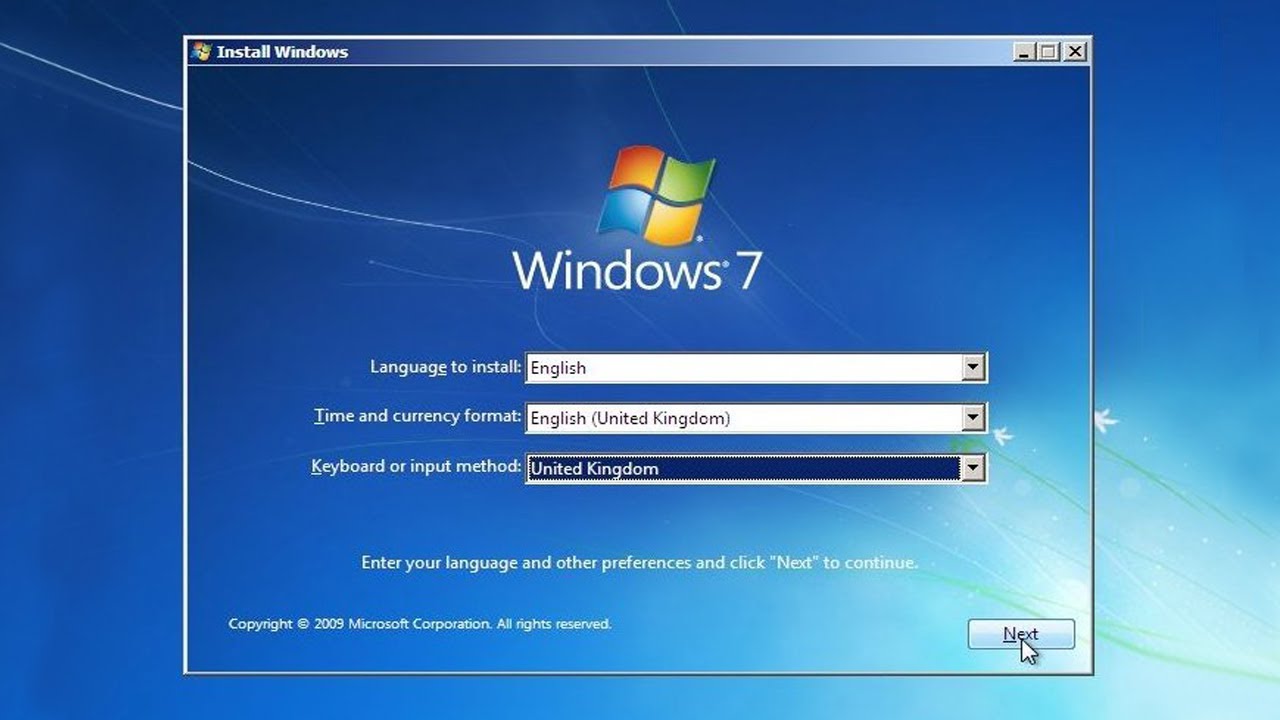 Install Windows
Windows® 7
Language to install: English
Time and currency format: English (United Kingdom)
Keyboard or input method: United Kingdom
Enter your language and other preferences and click "Next" to continue.
Copyright © 2009 Microsoft Corporation. All rights reserved.
Next